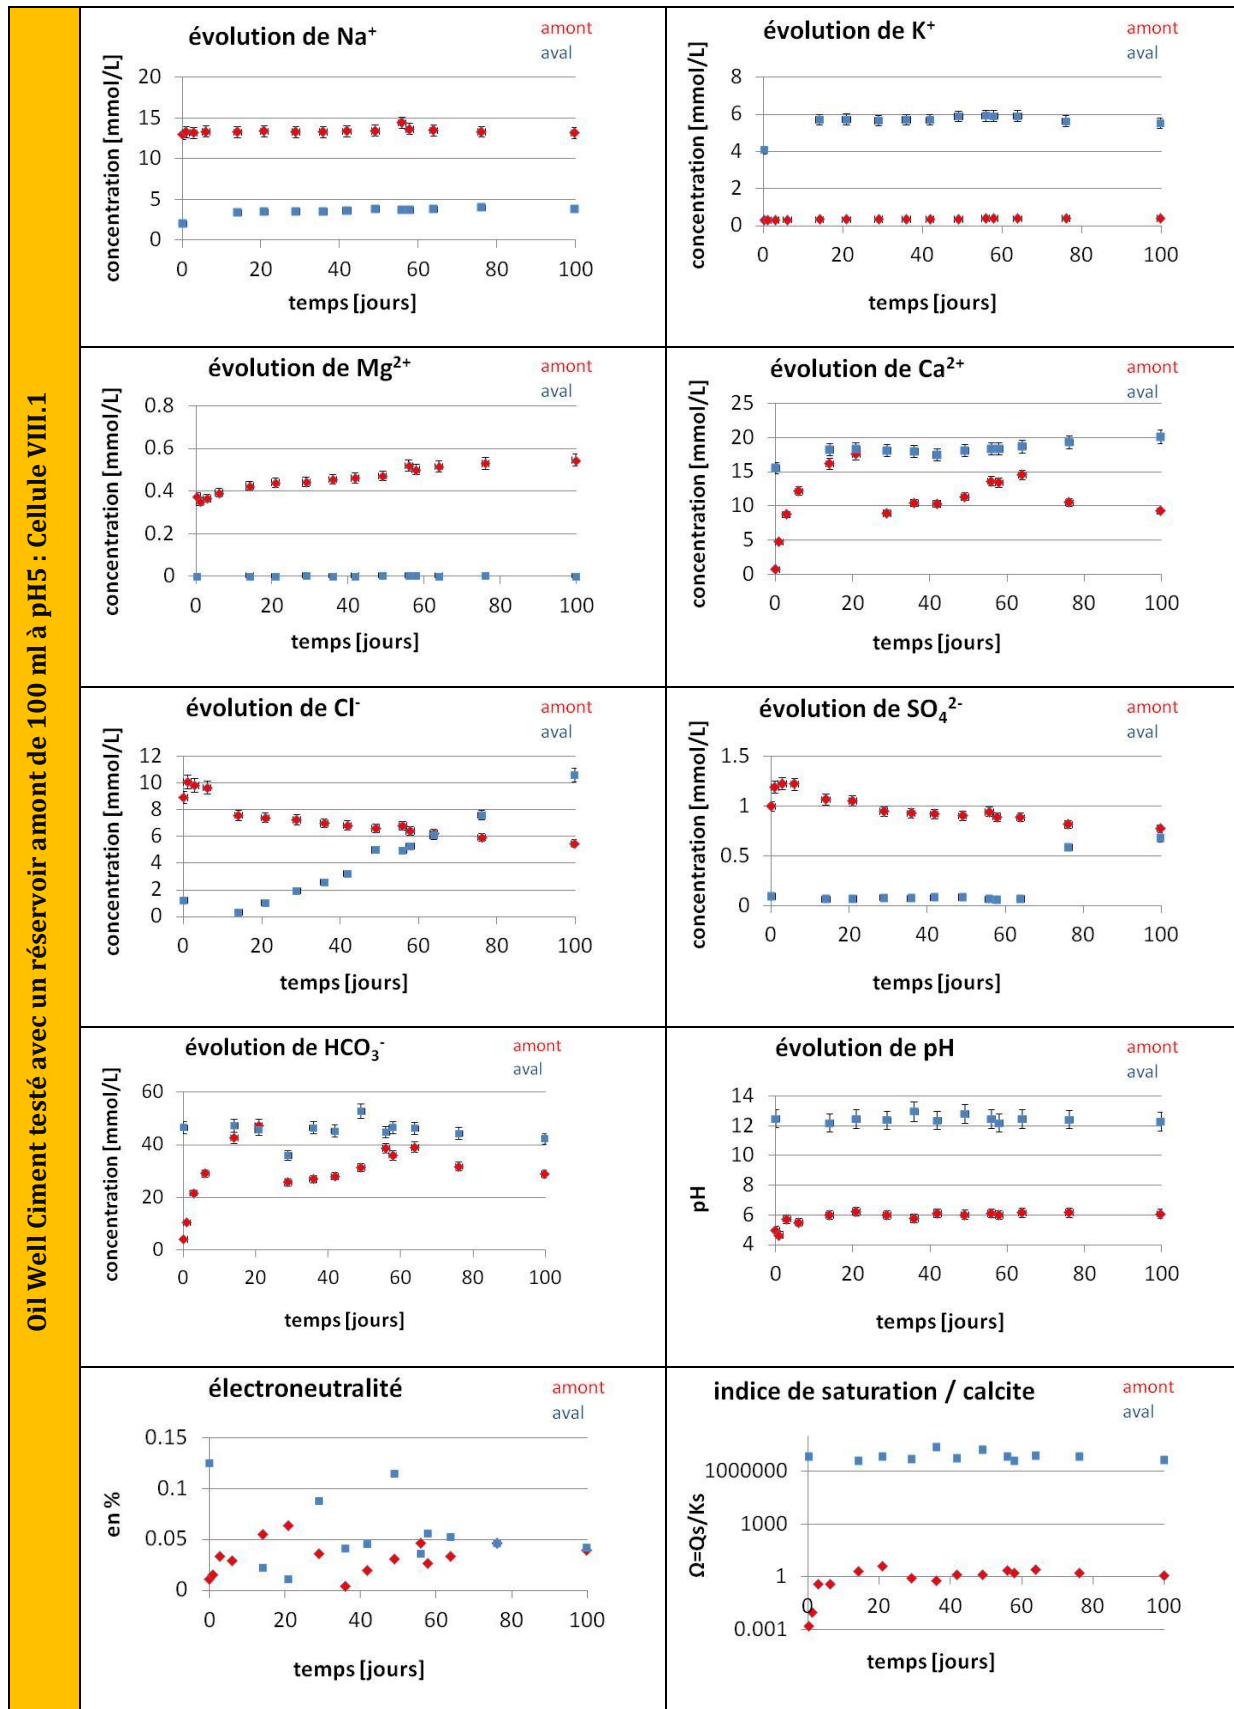 Oil Well Ciment testé avec un réservoir amont de 100 ml à pH5 : Cellule VIII.1
évolution de Na⁺
amont
aval
concentration [mmol/L]
20
15
10
5
0
0 20 40 60 80 100
temps [jours]
évolution de K⁺
amont
aval
concentration [mmol/L]
8
6
4
2
0
0 20 40 60 80 100
temps [jours]
évolution de Mg²⁺
amont
aval
concentration [mmol/L]
0.8
0.6
0.4
0.2
0
0 20 40 60 80 100
temps [jours]
évolution de Ca²⁺
amont
aval
concentration [mmol/L]
25
20
15
10
5
0
0 20 40 60 80 100
temps [jours]
évolution de Cl⁻
amont
aval
concentration [mmol/L]
12
10
8
6
4
2
0
0 20 40 60 80 100
temps [jours]
évolution de SO₄²⁻
amont
aval
concentration [mmol/L]
1.5
1
0.5
0
0 20 40 60 80 100
temps [jours]
évolution de HCO₃⁻
amont
aval
concentration [mmol/L]
60
40
20
0
0 20 40 60 80 100
temps [jours]
évolution de pH
amont
aval
pH
14
12
10
8
6
4
0 20 40 60 80 100
temps [jours]
électroneutralité
amont
aval
en %
0.15
0.1
0.05
0
0 20 40 60 80 100
temps [jours]
indice de saturation / calcite
amont
aval
Ω=Qs/Ks
1000000
1000
1
0.001
0 20 40 60 80 100
temps [jours]